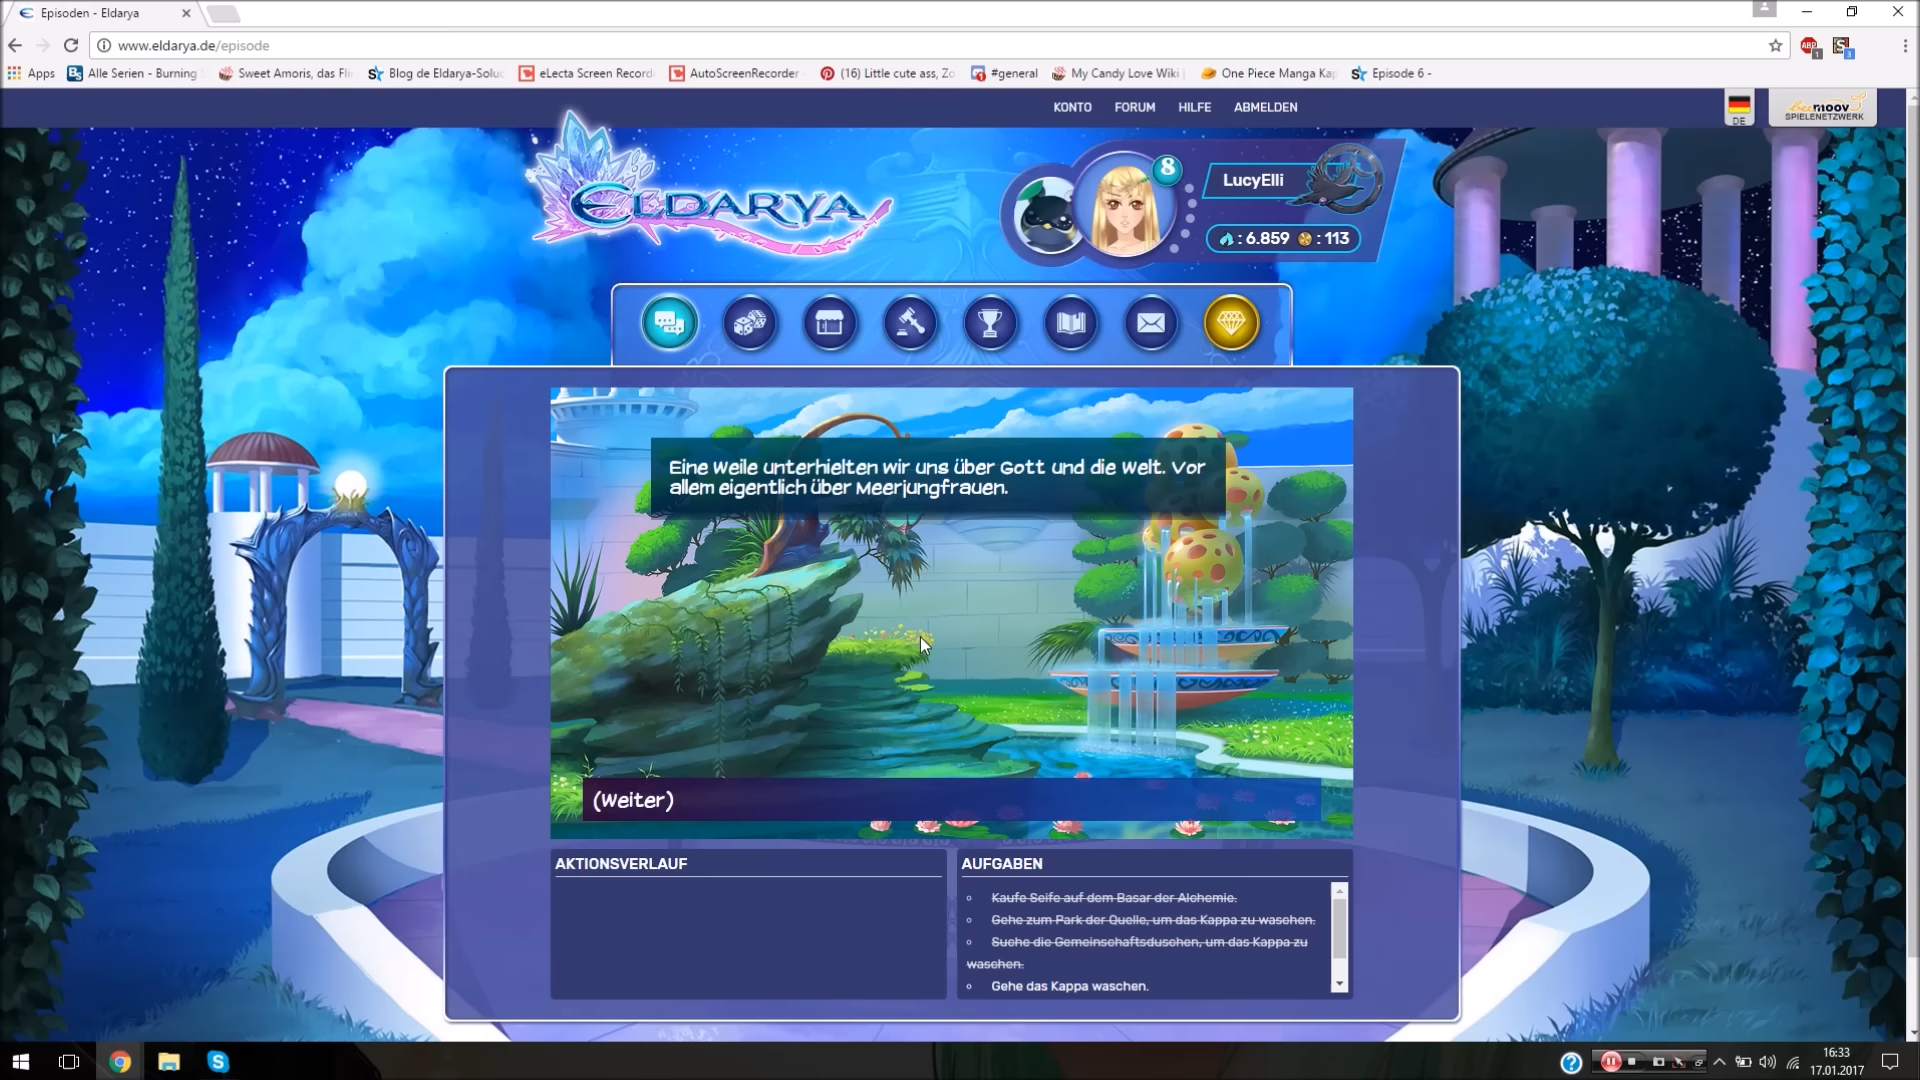 Episoden - Eldarya
www.eldarya.de/episode
Apps
Alle Serien - Burning
Sweet Amoris, das Fli
Blog de Eldarya-Soluc
eLecta Screen Record
AutoScreenRecorder
(16) Little cute ass, Zo
#general
My Candy Love Wiki
One Piece Manga Kap
Episode 6 -
KONTO
FORUM
HILFE
ABMELDEN
DE
beemoov
SPIELENETZWERK
ELDARYA
8
LucyElli
: 6.859
: 113
Eine Weile unterhielten wir uns über Gott und die Welt. Vor
allem eigentlich über Meerjungfrauen.
(Weiter)
AKTIONSVERLAUF
AUFGABEN
Kaufe Seife auf dem Basar der Alchemie.
Gehe zum Park der Quelle, um das Kappa zu waschen.
Suche die Gemeinschaftsduschen, um das Kappa zu
waschen.
Gehe das Kappa waschen.
16:33
17.01.2017